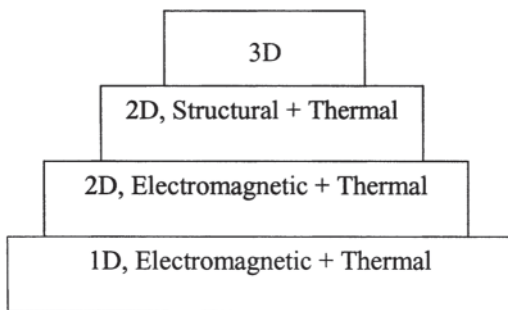 3D
2D, Structural + Thermal
2D, Electromagnetic + Thermal
1D, Electromagnetic + Thermal